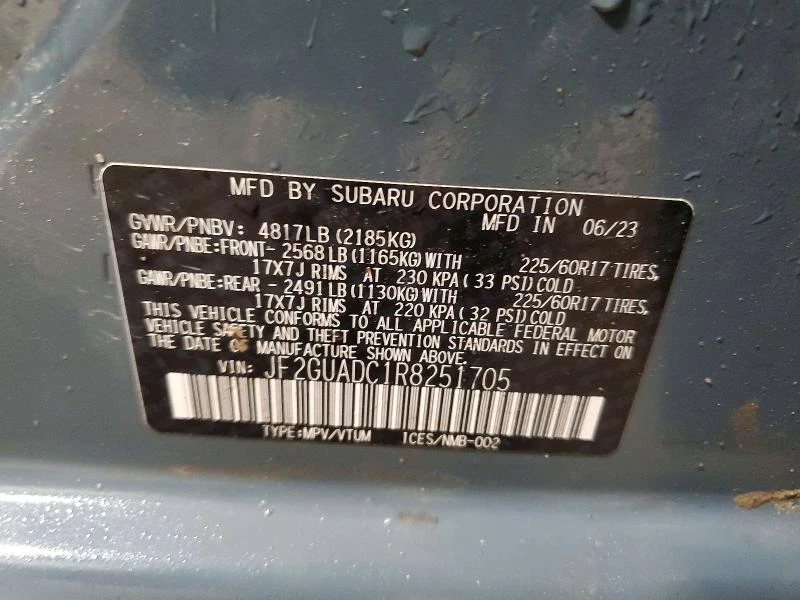 MFD BY SUBARU CORPORATION
MFD IN 06/23
GVWR/PNBV: 4817LB (2185KG)
GAWR/PNBE:FRONT- 2568 LB (1165KG) WITH 225/60R17 TIRES,
17X7J RIMS AT 230 KPA ( 33 PSI) COLD
GAWR/PNBE:REAR - 2491 LB (1130KG) WITH 225/60R17 TIRES,
17X7J RIMS AT 220 KPA ( 32 PSI) COLD
THIS VEHICLE CONFORMS TO ALL APPLICABLE FEDERAL MOTOR
VEHICLE SAFETY AND THEFT PREVENTION STANDARDS IN EFFECT ON
THE DATE OF MANUFACTURE SHOWN ABOVE.
VIN: JF2GUADC1R8251705
TYPE:MPV/VTUM ICES/NMB-002